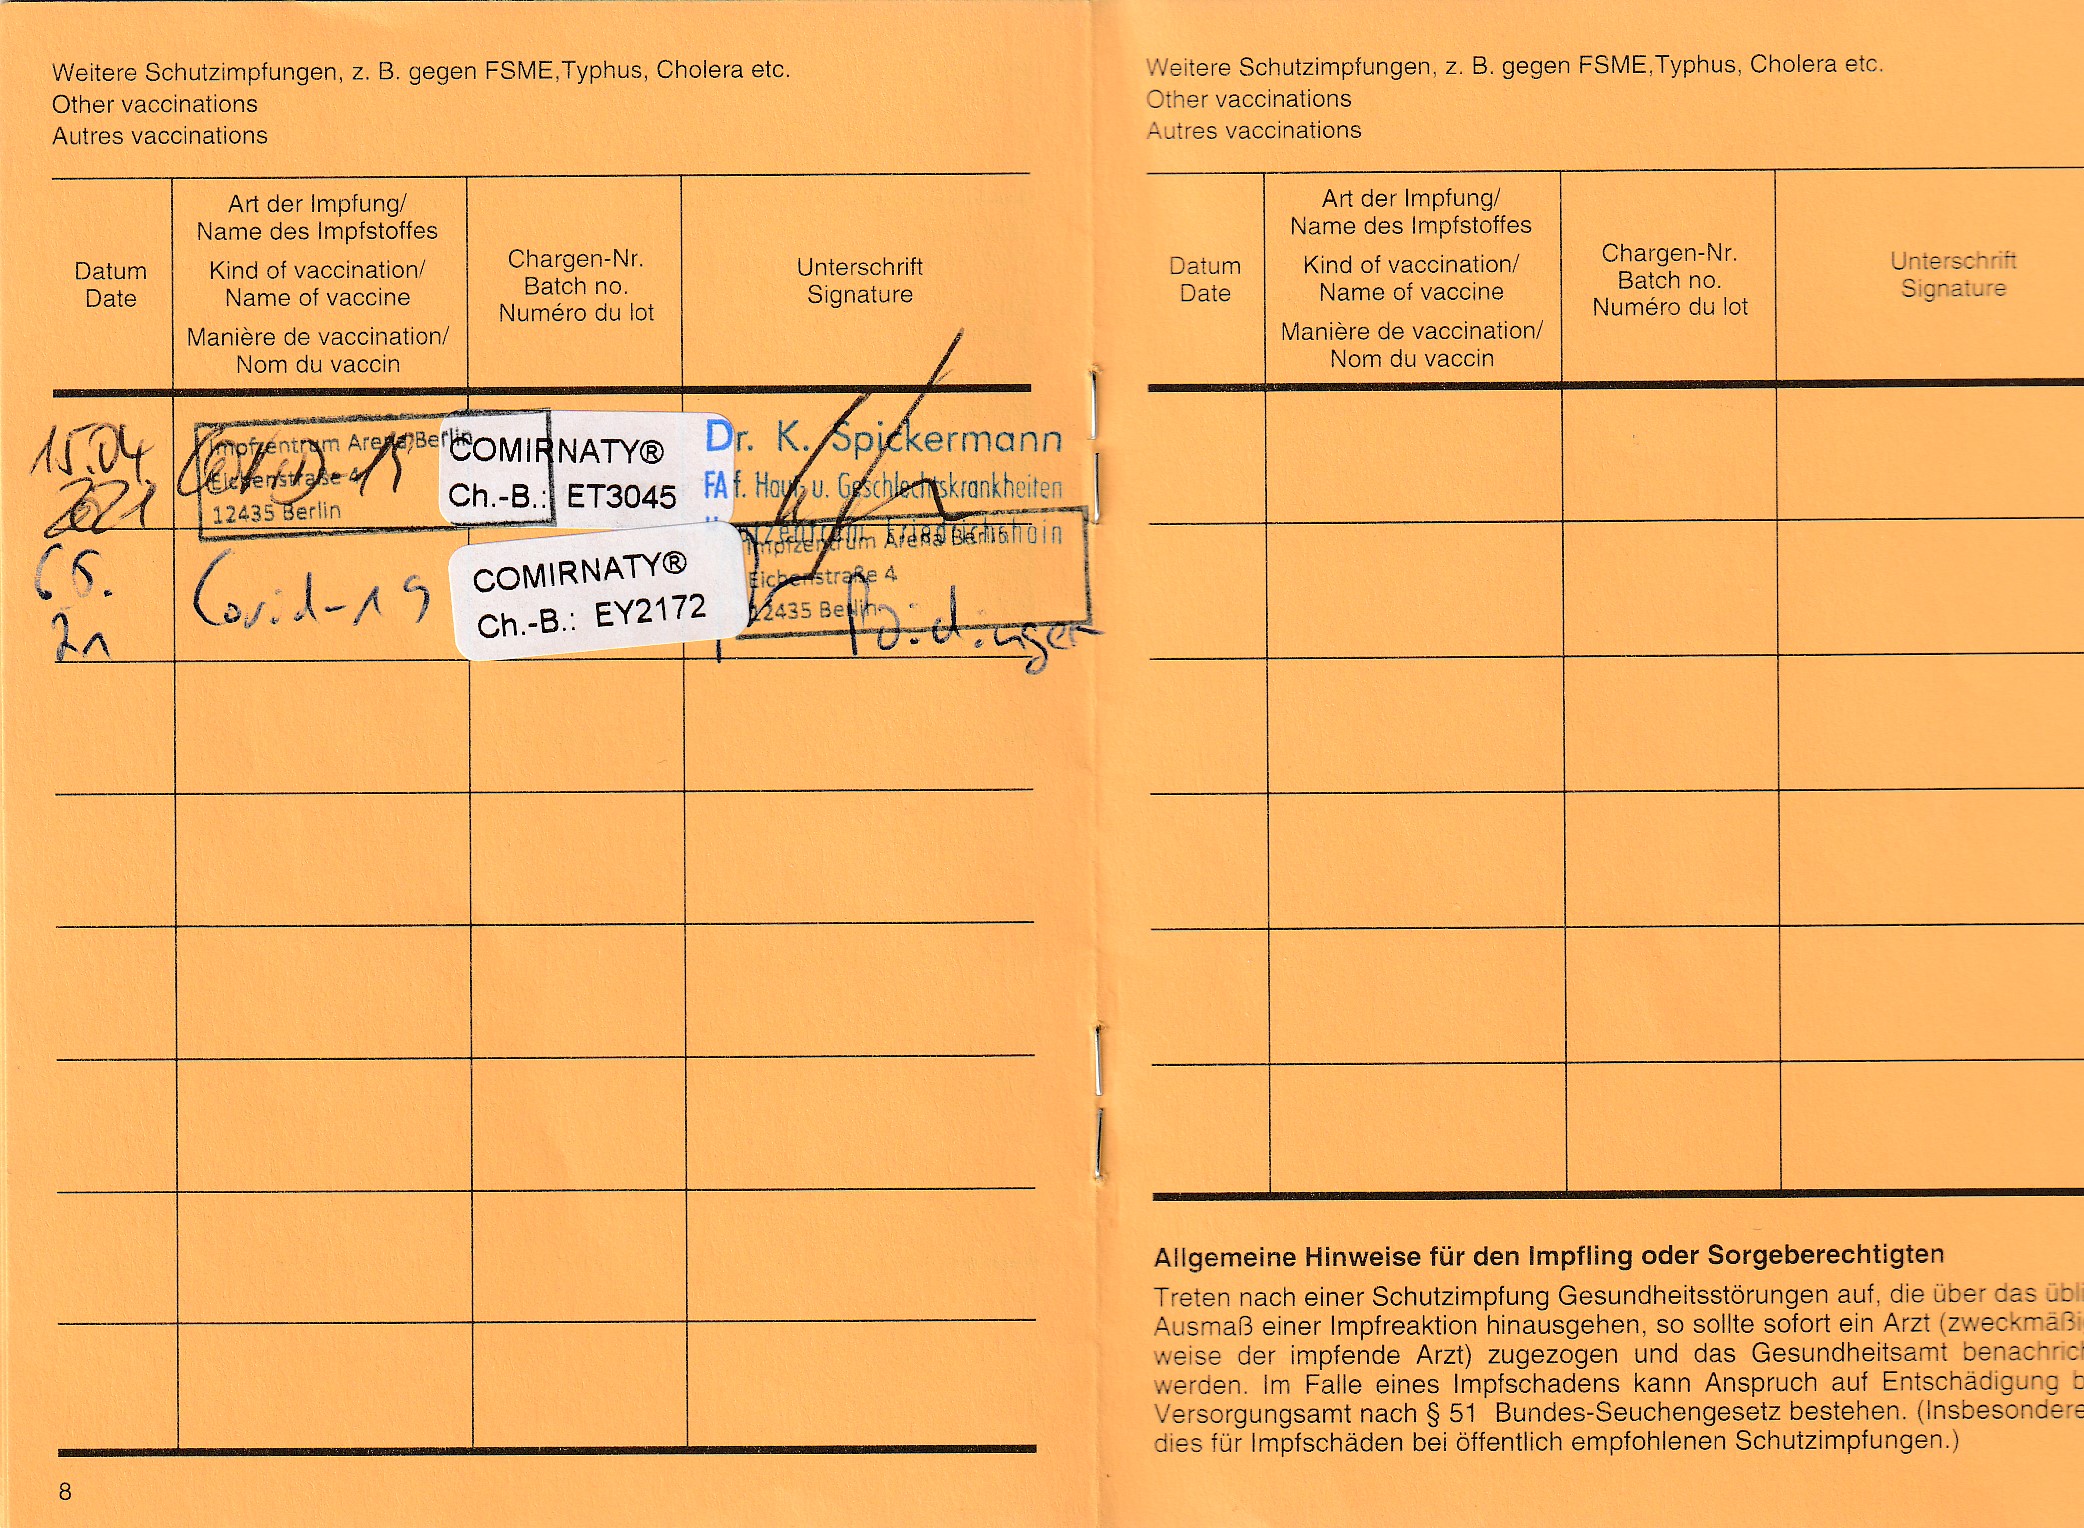 Weitere Schutzimpfungen, z. B. gegen FSME, Typhus, Cholera etc.
Other vaccinations
Autres vaccinations
Datum
Date
Art der Impfung/
Name des Impfstoffes
Kind of vaccination/
Name of vaccine
Manière de vaccination/
Nom du vaccin
Chargen-Nr.
Batch no.
Numéro du lot
Unterschrift
Signature
15.04
2021
Covid-19
Impfzentrum Arena Berlin
Eichenstraße 4
12435 Berlin
COMIRNATY®
Ch.-B.: ET3045
Dr. K. Spickermann
FA f. Haut- u. Geschlechtskrankheiten
Friedrichshain
Covid-19
COMIRNATY®
Ch.-B.: EY2172
Impfzentrum Arena Berlin
Eichenstraße 4
12435 Berlin
8
Weitere Schutzimpfungen, z. B. gegen FSME, Typhus, Cholera etc.
Other vaccinations
Autres vaccinations
Datum
Date
Art der Impfung/
Name des Impfstoffes
Kind of vaccination/
Name of vaccine
Manière de vaccination/
Nom du vaccin
Chargen-Nr.
Batch no.
Numéro du lot
Unterschrift
Signature
Allgemeine Hinweise für den Impfling oder Sorgeberechtigten
Treten nach einer Schutzimpfung Gesundheitsstörungen auf, die über das übli
Ausmaß einer Impfreaktion hinausgehen, so sollte sofort ein Arzt (zweckmäßi
weise der impfende Arzt) zugezogen und das Gesundheitsamt benachrich
werden. Im Falle eines Impfschadens kann Anspruch auf Entschädigung b
Versorgungsamt nach § 51 Bundes-Seuchengesetz bestehen. (Insbesondere
dies für Impfschäden bei öffentlich empfohlenen Schutzimpfungen.)